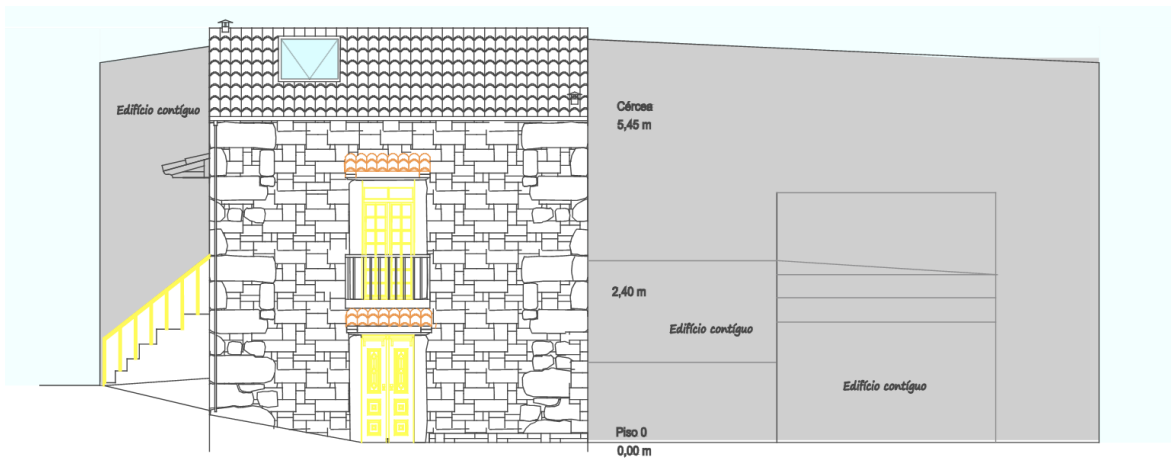 Edifício contíguo
Cércea
5,45 m
2,40 m
Edifício contíguo
Edifício contíguo
Piso 0
0,00 m